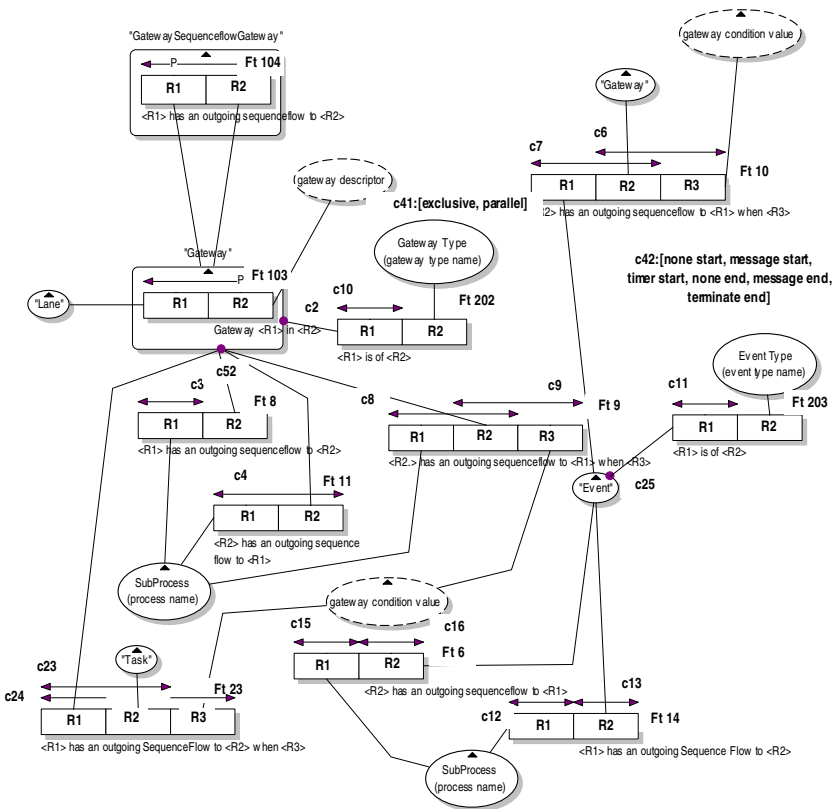 "GatewaySequenceflowGateway"
P
Ft 104
R1 R2
<R1> has an outgoing sequenceflow to <R2>
gateway condition value
"Gateway"
c6
c7
Ft 10
R1 R2 R3
R2> has an outgoing sequenceflow to <R1> when <R3>
gateway descriptor
c41:[exclusive, parallel]
Gateway Type
(gateway type name)
"Gateway"
P
Ft 103
"Lane"
R1 R2
Gateway <R1> in <R2>
c2
c10
Ft 202
R1 R2
<R1> is of <R2>
c42:[none start, message start,
timer start, none end, message end,
teminate end]
Event Type
(event type name)
c11
Ft 203
R1 R2
<R1> is of <R2>
c25
c52
c3
Ft 8
R1 R2
<R1> has an outgoing sequenceflow to <R2>
c8
c9
Ft 9
R1 R2 R3
<R2.> has an outgoing sequenceflow to <R1> when <R3>
"Event"
c4
Ft 11
R1 R2
<R2> has an outgoing sequence
flow to <R1>
SubProcess
(process name)
gateway condition value
c15
c16
Ft 6
R1 R2
<R2> has an outgoing sequenceflow to <R1>
"Task"
c23
c24
Ft 23
R1 R2 R3
<R1> has an outgoing SequenceFlow to <R2> when <R3>
c13
c12
Ft 14
R1 R2
<R1> has an outgoing Sequence Flow to <R2>
SubProcess
(process name)